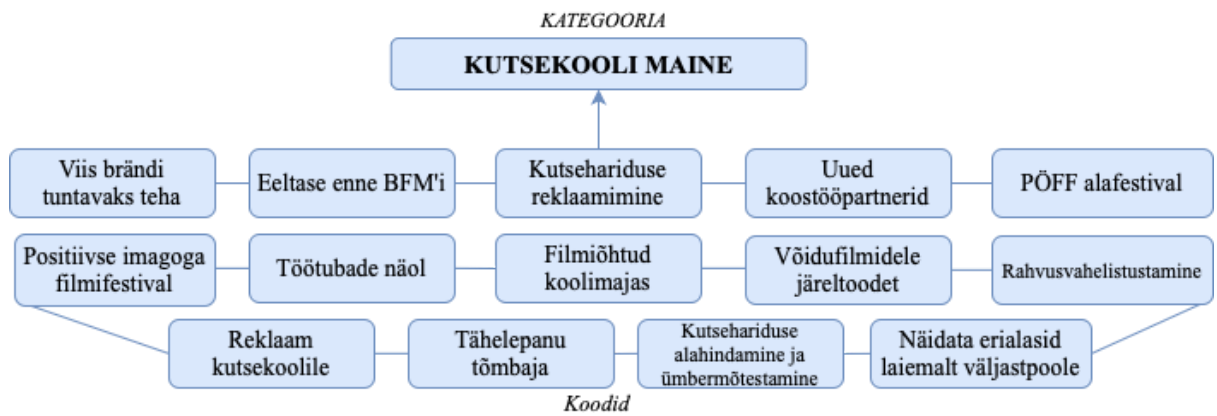 KATEGOORIA
KUTSEKOOLI MAINE
Viis brändi
tuntavaks teha
Eeltase enne BFM'i
Kutsehariduse
reklaamimine
Uued
koostööpartnerid
PÖFF alafestival
Positiivse imagoga
filmifestival
Töötubade näol
Filmiõhtud
koolimajas
Võidufilmidele
järeltoodet
Rahvusvahelistustamine
Reklaam
kutsekoolile
Tähelepanu
tõmbaja
Kutsehariduse
alahindamine ja
ümbermõtestamine
Näidata erialasid
laiemalt väljastpoole
Koodid